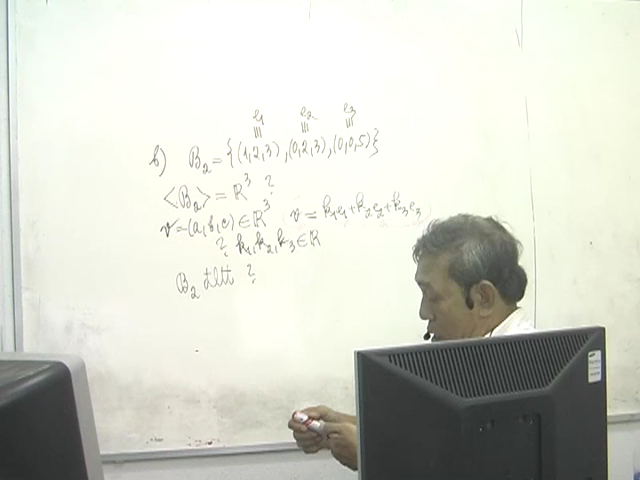 e₁ e₂ e₃
≡ ≡ ≡
b) B₂ = {(1,2,3),(0,2,3),(0,0,5)}
<B₂> = R³ ?
v = (a,b,c) ∈ R³ v = k₁e₁+k₂e₂+k₃e₃
? k₁,k₂,k₃ ∈ R
B₂ đltt ?